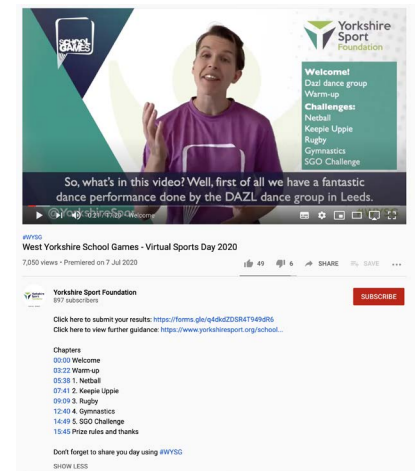 SCHOOL
GAMES
Yorkshire
Sport
Foundation
Welcome!
Dazl dance group
Warm-up
Challenges:
Netball
Keepie Uppie
Rugby
Gymnastics
SGO Challenge
So, what's in this video? Well, first of all we have a fantastic
dance performance done by the DAZL dance group in Leeds.
Welcome
#WYSG
West Yorkshire School Games - Virtual Sports Day 2020
7,050 views • Premiered on 7 Jul 2020
49
6
SHARE
SAVE
Yorkshire Sport Foundation
897 subscribers
SUBSCRIBE
Click here to submit your results: https://forms.gle/q4dkdZDSR4T949dR6
Click here to view further guidance: https://www.yorkshiresport.org/school...
Chapters
00:00 Welcome
03:22 Warm-up
05:38 1. Netball
07:41 2. Keepie Uppie
09:09 3. Rugby
12:40 4. Gymnastics
14:49 5. SGO Challenge
15:45 Prize rules and thanks
Don't forget to share you day using #WYSG
SHOW LESS